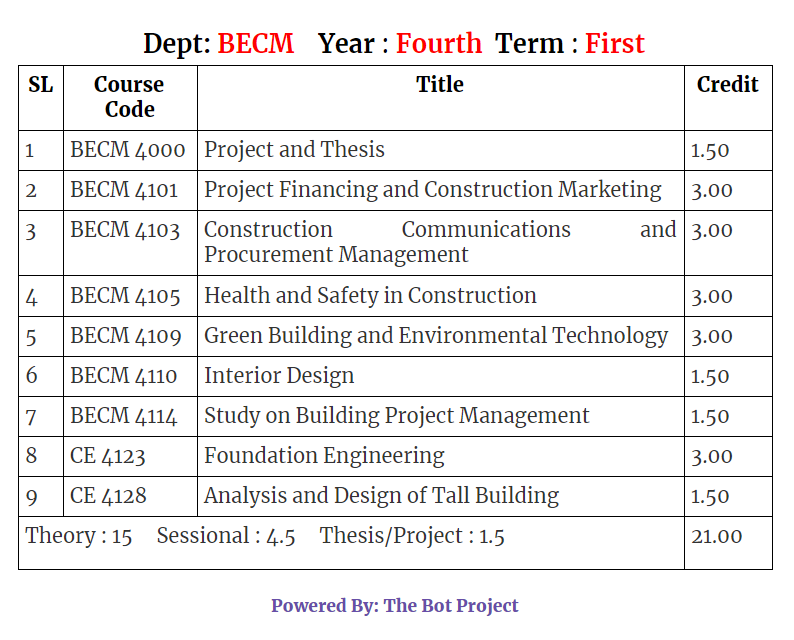 Dept: BECM Year : Fourth Term : First
SL Course Code Title Credit
1 BECM 4000 Project and Thesis 1.50
2 BECM 4101 Project Financing and Construction Marketing 3.00
3 BECM 4103 Construction Communications and 3.00
Procurement Management
4 BECM 4105 Health and Safety in Construction 3.00
5 BECM 4109 Green Building and Environmental Technology 3.00
6 BECM 4110 Interior Design 1.50
7 BECM 4114 Study on Building Project Management 1.50
8 CE 4123 Foundation Engineering 3.00
9 CE 4128 Analysis and Design of Tall Building 1.50
Theory : 15 Sessional : 4.5 Thesis/Project : 1.5 21.00
Powered By: The Bot Project